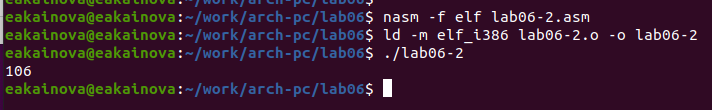 eakainova@eakainova:~/work/arch-pc/lab06$ nasm -f elf lab06-2.asm
eakainova@eakainova:~/work/arch-pc/lab06$ ld -m elf_i386 lab06-2.o -o lab06-2
eakainova@eakainova:~/work/arch-pc/lab06$ ./lab06-2
106
eakainova@eakainova:~/work/arch-pc/lab06$